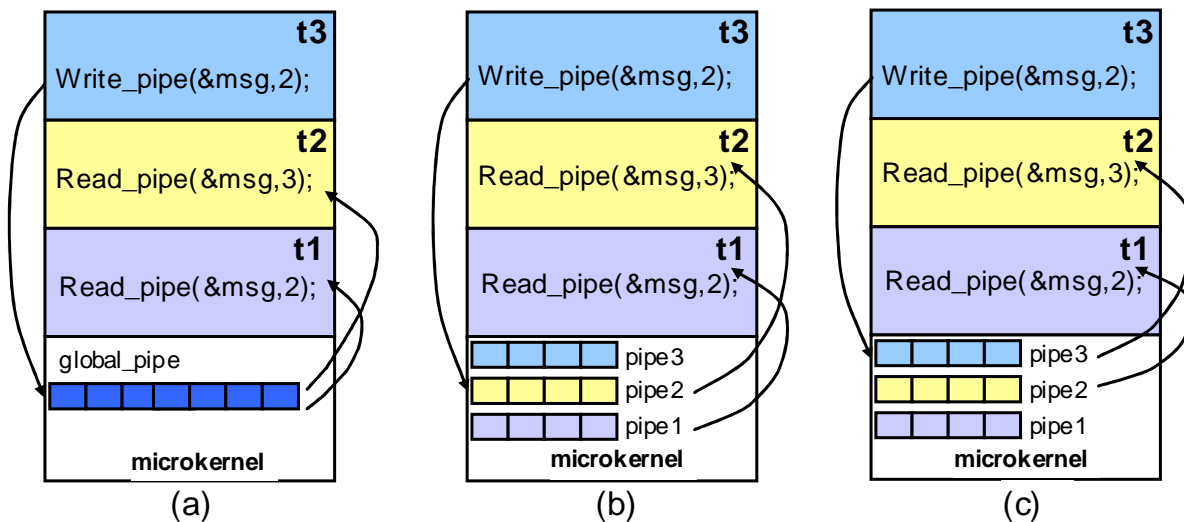 t3
Write_pipe(&msg,2);
t2
Read_pipe(&msg,3);
t1
Read_pipe(&msg,2);
global_pipe
microkernel
(a)
t3
Write_pipe(&msg,2);
t2
Read_pipe(&msg,3);
t1
Read_pipe(&msg,2);
pipe3
pipe2
pipe1
microkernel
(b)
t3
Write_pipe(&msg,2);
t2
Read_pipe(&msg,3);
t1
Read_pipe(&msg,2);
pipe3
pipe2
pipe1
microkernel
(c)